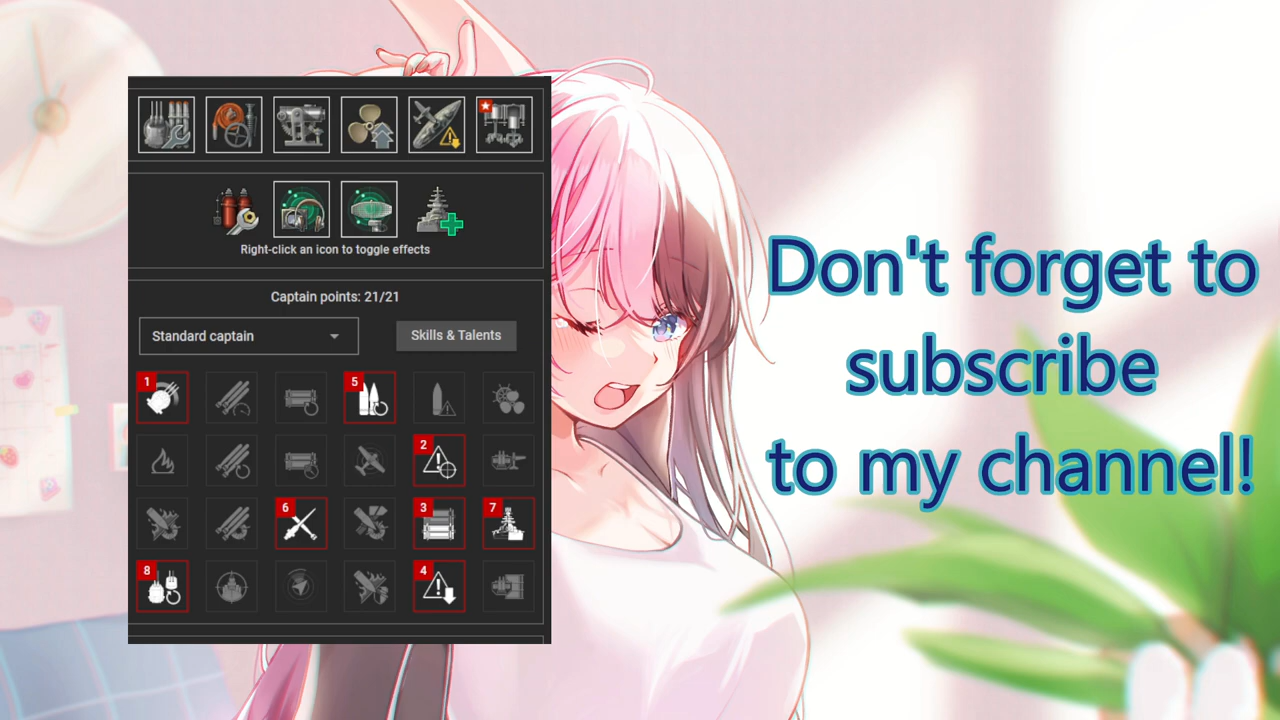 Right-click an icon to toggle effects
Captain points: 21/21
Standard captain
Skills & Talents
1
5
2
6
3
7
8
4
Don't forget to
subscribe
to my channel!